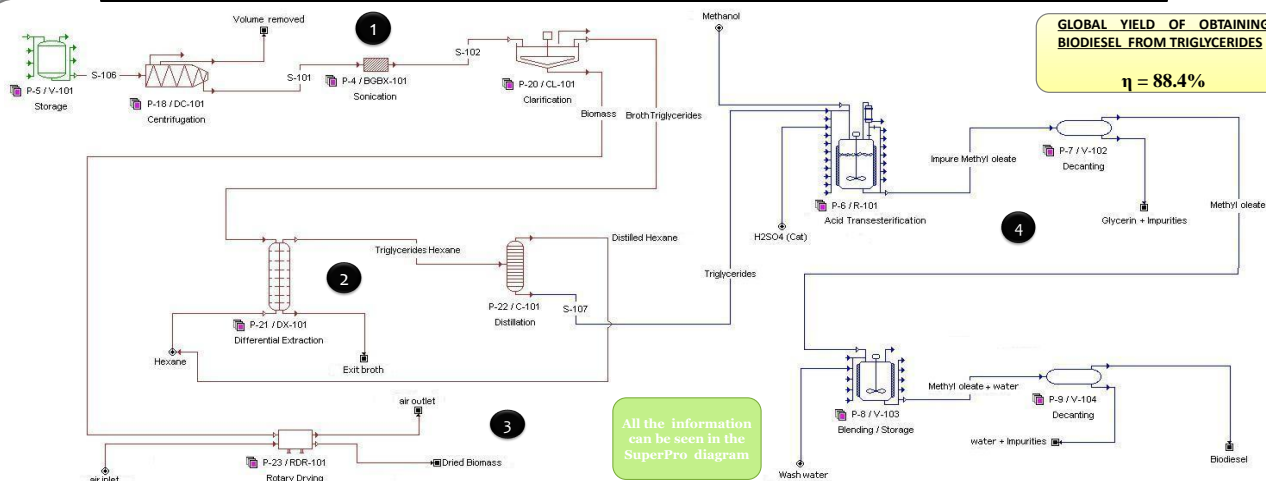 Volume removed
1
S-106
P-5 / V-101
Storage
P-18 / DC-101
Centrifugation
S-101
P-4 / BGBX-101
Sonication
S-102
P-20 / CL-101
Clarification
Biomass
Broth Triglycerides
Methanol
GLOBAL YIELD OF OBTAINING
BIODIESEL FROM TRIGLYCERIDES
η = 88.4%
P-6 / R-101
Acid Transesterification
H2SO4 (Cat)
Impure Methyl oleate
P-7 / V-102
Decanting
Glycerin + Impurities
Methyl oleate
4
Triglycerides
Triglycerides Hexane
Distilled Hexane
2
P-21 / DX-101
Differential Extraction
P-22 / C-101
Distillation
S-107
Hexane
Exit broth
air outlet
3
P-23 / RDR-101
Rotary Drying
Dried Biomass
air inlet
All the information
can be seen in the
SuperPro diagram
P-8 / V-103
Blending / Storage
Wash water
Methyl oleate + water
P-9 / V-104
Decanting
water + Impurities
Biodiesel